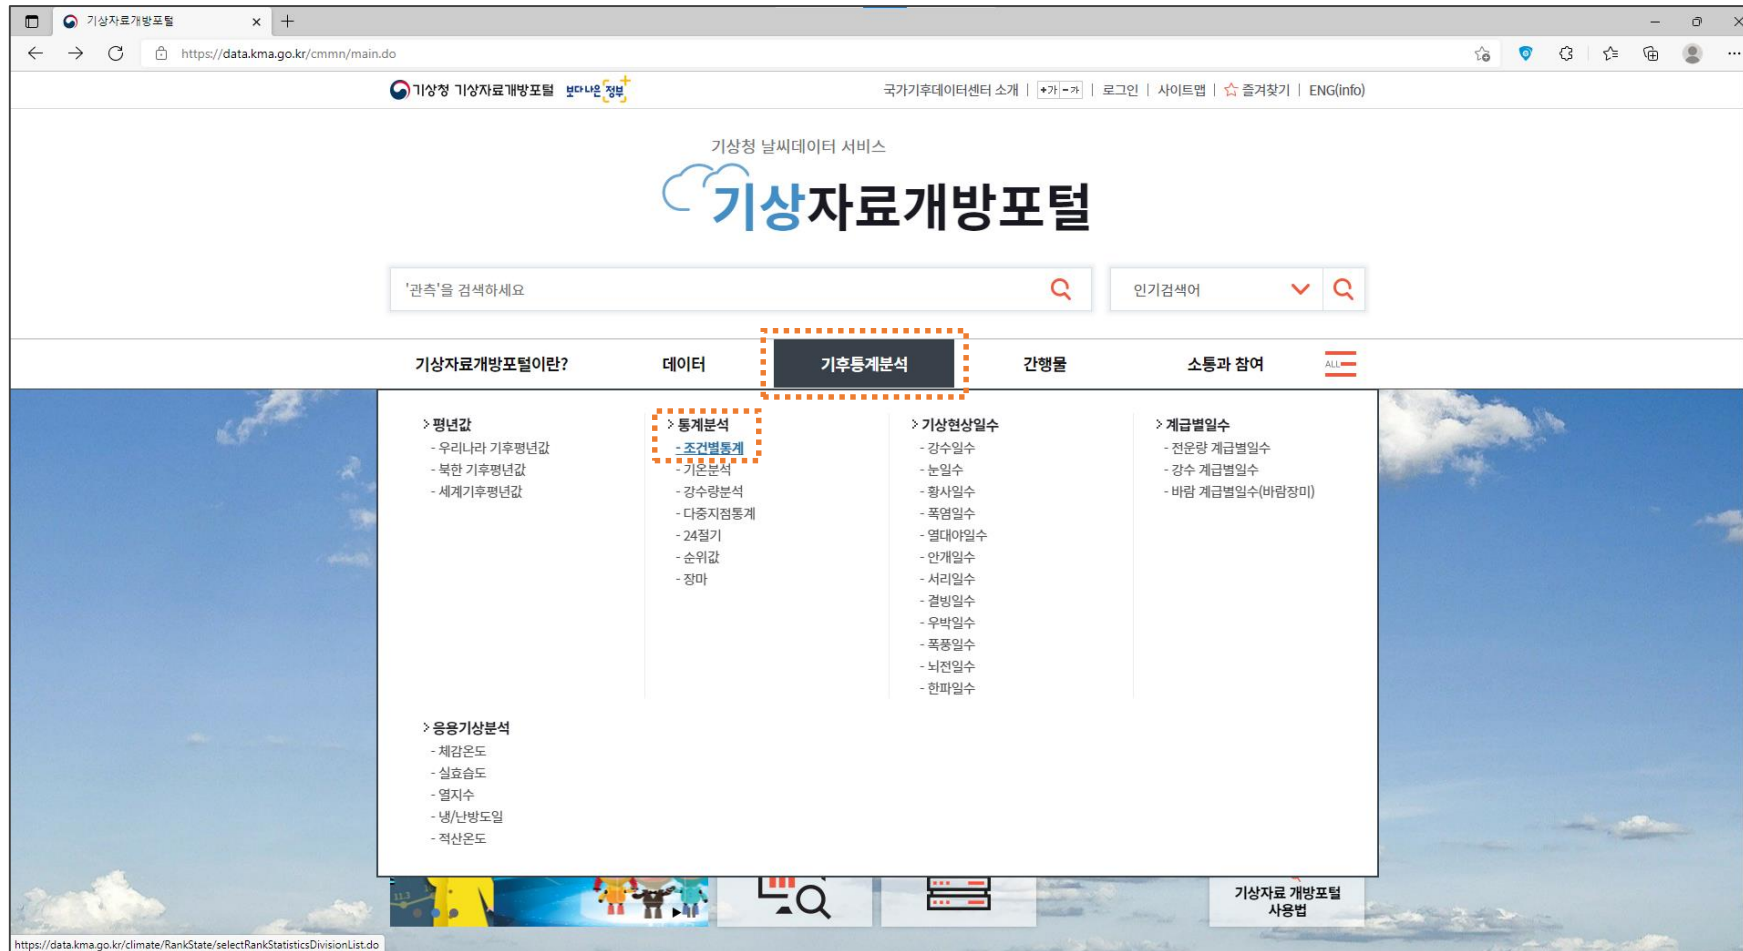 기상자료개방포털
https://data.kma.go.kr/cmmn/main.do
기상청 기상자료개방포털 보다나은 정부
국가기후데이터센터 소개 | +가 -가 | 로그인 | 사이트맵 | 즐겨찾기 | ENG(info)
기상청 날씨데이터 서비스
기상자료개방포털
'관측'을 검색하세요
인기검색어
기상자료개방포털이란? 데이터 기후통계분석 간행물 소통과 참여 ALL
> 평년값
- 우리나라 기후평년값
- 북한 기후평년값
- 세계기후평년값
> 통계분석
- 조건별통계
- 기온분석
- 강수량분석
- 다중지점통계
- 24절기
- 순위값
- 장마
> 기상현상일수
- 강수일수
- 눈일수
- 황사일수
- 폭염일수
- 열대야일수
- 안개일수
- 서리일수
- 결빙일수
- 우박일수
- 폭풍일수
- 뇌전일수
- 한파일수
> 계급별일수
- 전운량 계급별일수
- 강수 계급별일수
- 바람 계급별일수(바람장미)
> 응용기상분석
- 체감온도
- 실효습도
- 열지수
- 냉/난방도일
- 적산온도
기상자료 개방포털
사용법
https://data.kma.go.kr/climate/RankState/selectRankStatisticsDivisionList.do